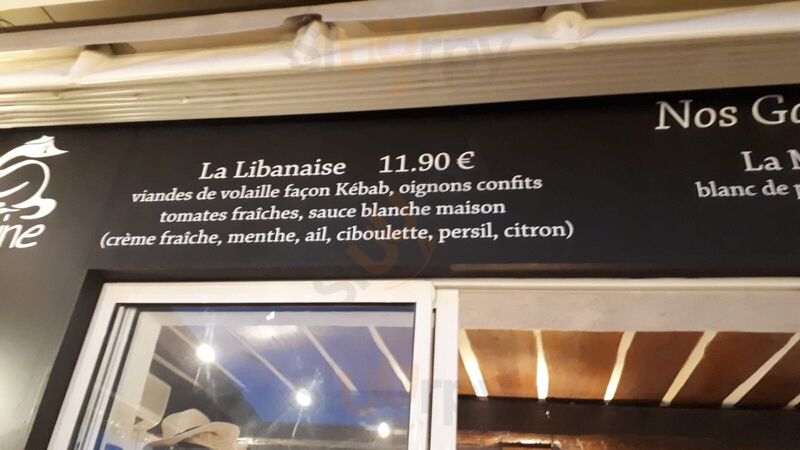 La Libanaise 11.90 €
viandes de volaille façon Kébab, oignons confits
tomates fraîches, sauce blanche maison
(crème fraîche, menthe, ail, ciboulette, persil, citron)
Nos
La
blanc de
sluurpy